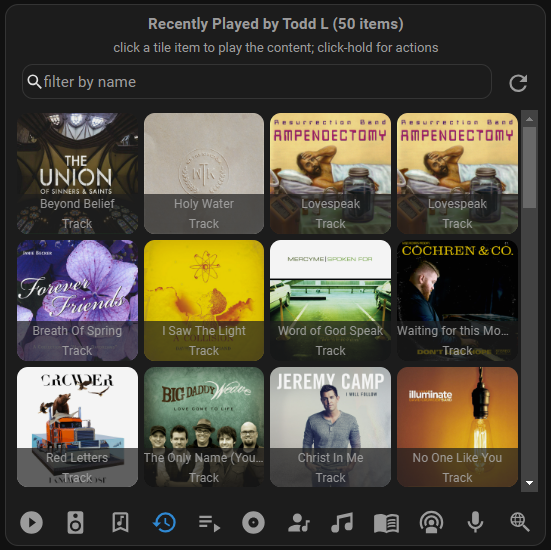 Recently Played by Todd L (50 items)
click a tile item to play the content; click-hold for actions
filter by name
THE
UNION
OF SINNERS & SAINTS
Beyond Belief
Track
Holy Water
Track
Resurrection Band
AMPENDECTOMY
Lovespeak
Track
Resurrection Band
AMPENDECTOMY
Lovespeak
Track
Forever
Friends
Breath Of Spring
Track
A COLLISION
I Saw The Light
Track
MERCYME | SPOKEN FOR
Word of God Speak
Track
COCHREN & CO.
Waiting for this Mo...
DON'T
Track
CROWDER
Red Letters
Track
BIG DADDY Weave
LOVE COME TO LIFE
The Only Name (You...
Track
JEREMY CAMP
I WILL FOLLOW
Christ In Me
Track
illuminate
No One Like You
Track